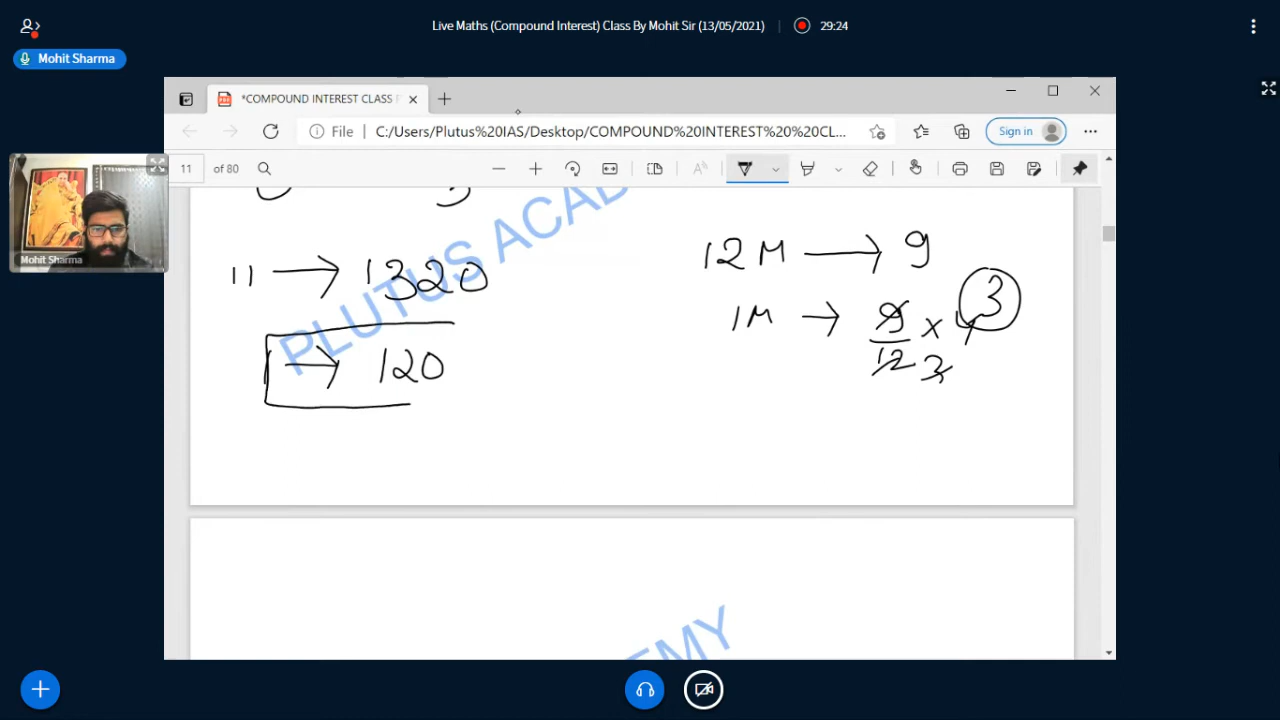 Live Maths (Compound Interest) Class By Mohit Sir (13/05/2021)
29:24
Mohit Sharma
*COMPOUND INTEREST CLASS P
File
C:/Users/Plutus%20IAS/Desktop/COMPOUND%20INTEREST%20%20CL...
Sign in
11 of 80
Mohit Sharma
PLUTUS ACAD
12 M → 9
11 → 1320
1M → 9/12 × 4
3
3
→ 120
EMY